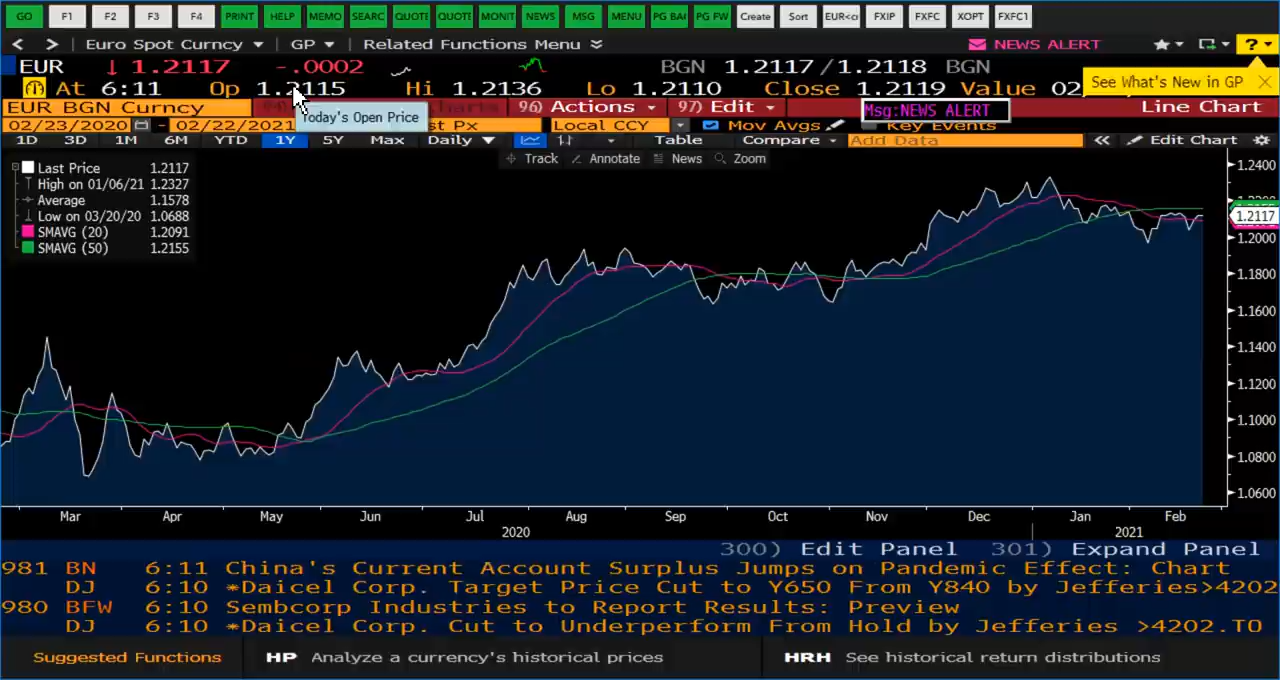 GO F1 F2 F3 F4 PRINT HELP MEMO SEARC QUOTE QUOTE MONIT NEWS MSG MENU PG BA PG FW Create Sort EUR<c FXIP FXFC XOPT FXFC1
< > Euro Spot Curncy GP Related Functions Menu NEWS ALERT ?
EUR ↓ 1.2117 -.0002 BGN 1.2117/1.2118 BGN
At 6:11 Op 1.2115 Hi 1.2136 Lo 1.2110 Close 1.2119 Value 02
See What's New in GP
EUR BGN Curncy 96) Actions 97) Edit Msg:NEWS ALERT Line Chart
Today's Open Price
02/23/2020 - 02/22/2021 st Px Local CCY Mov Avgs Key Events
1D 3D 1M 6M YTD 1Y 5Y Max Daily Table Compare Add Data « Edit Chart
Track Annotate News Zoom
Last Price 1.2117
High on 01/06/21 1.2327
Average 1.1578
Low on 03/20/20 1.0688
SMAVG (20) 1.2091
SMAVG (50) 1.2155
1.2400
1.2117
1.2000
1.1800
1.1600
1.1400
1.1200
1.1000
1.0800
1.0600
Mar Apr May Jun Jul Aug Sep Oct Nov Dec Jan Feb
2020 2021
300) Edit Panel 301) Expand Panel
981 BN 6:11 China's Current Account Surplus Jumps on Pandemic Effect: Chart
DJ 6:10 *Daicel Corp. Target Price Cut to Y650 From Y840 by Jefferies>4202
980 BFW 6:10 Sembcorp Industries to Report Results: Preview
DJ 6:10 *Daicel Corp. Cut to Underperform From Hold by Jefferies >4202.TO
Suggested Functions HP Analyze a currency's historical prices HRH See historical return distributions